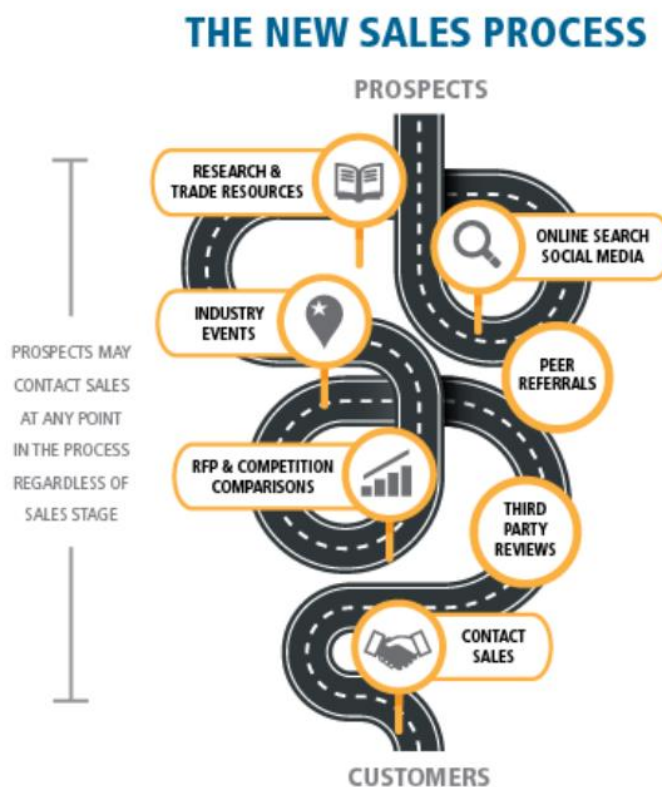 THE NEW SALES PROCESS
PROSPECTS
RESEARCH &
TRADE RESOURCES
ONLINE SEARCH
SOCIAL MEDIA
INDUSTRY
EVENTS
PEER
REFERRALS
PROSPECTS MAY
CONTACT SALES
AT ANY POINT
IN THE PROCESS
REGARDLESS OF
SALES STAGE
RFP & COMPETITION
COMPARISONS
THIRD
PARTY
REVIEWS
CONTACT
SALES
CUSTOMERS